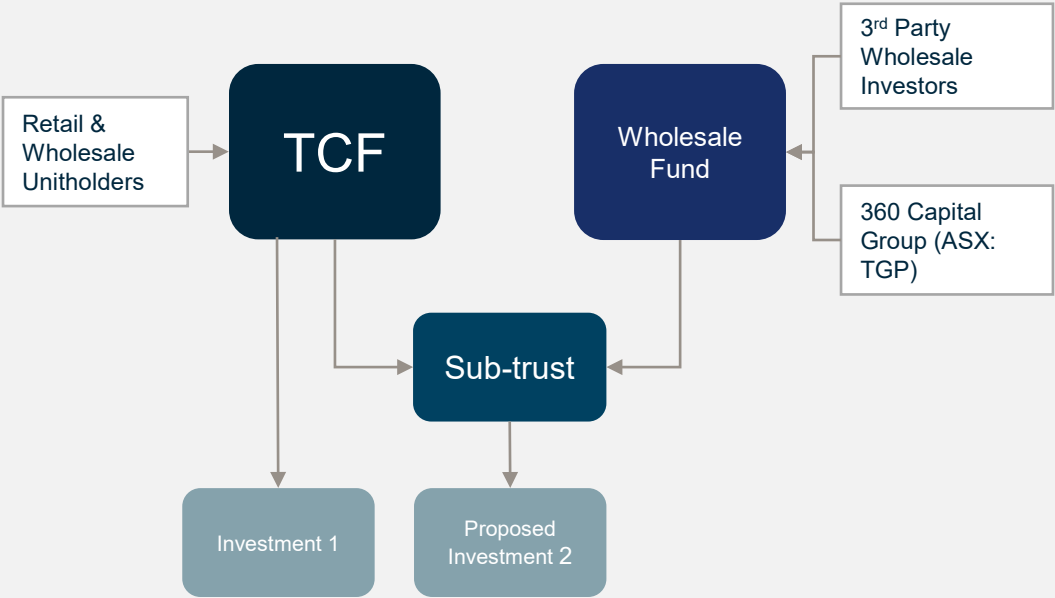 3rd Party
Wholesale
Investors
Retail &
Wholesale
Unitholders
TCF
Wholesale
Fund
360 Capital
Group (ASX:
TGP)
Sub-trust
Investment 1
Proposed
Investment 2